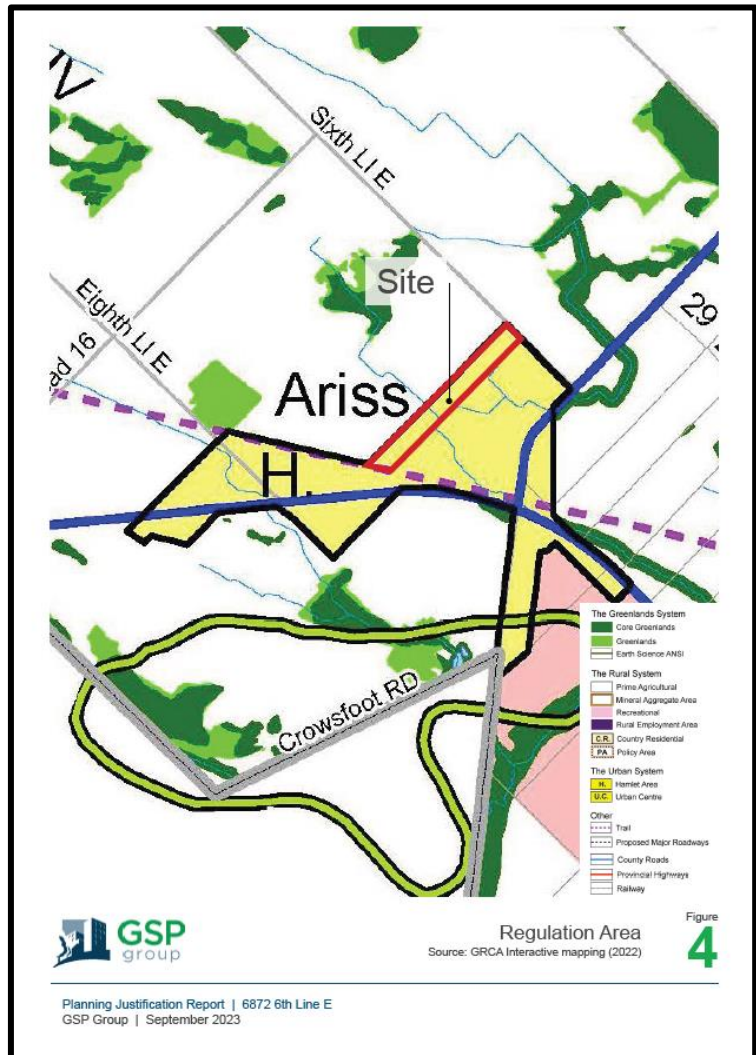 IV
Sixth LI E
Site
Eighth LI E
ad 16
29
Ariss
H.
Crowsfoot RD
The Greenlands System
Core Greenlands
Greenlands
Earth Science ANSI
The Rural System
Prime Agricultural
Mineral Aggregate Area
Recreational
Rural Employment Area
C.R. Country Residential
PA Policy Area
The Urban System
H. Hamlet Area
U.C. Urban Centre
Other
Trail
Proposed Major Roadways
County Roads
Provincial Highways
Railway
GSP
group
Regulation Area
Source: GRCA Interactive mapping (2022)
Figure
4
Planning Justification Report | 6872 6th Line E
GSP Group | September 2023